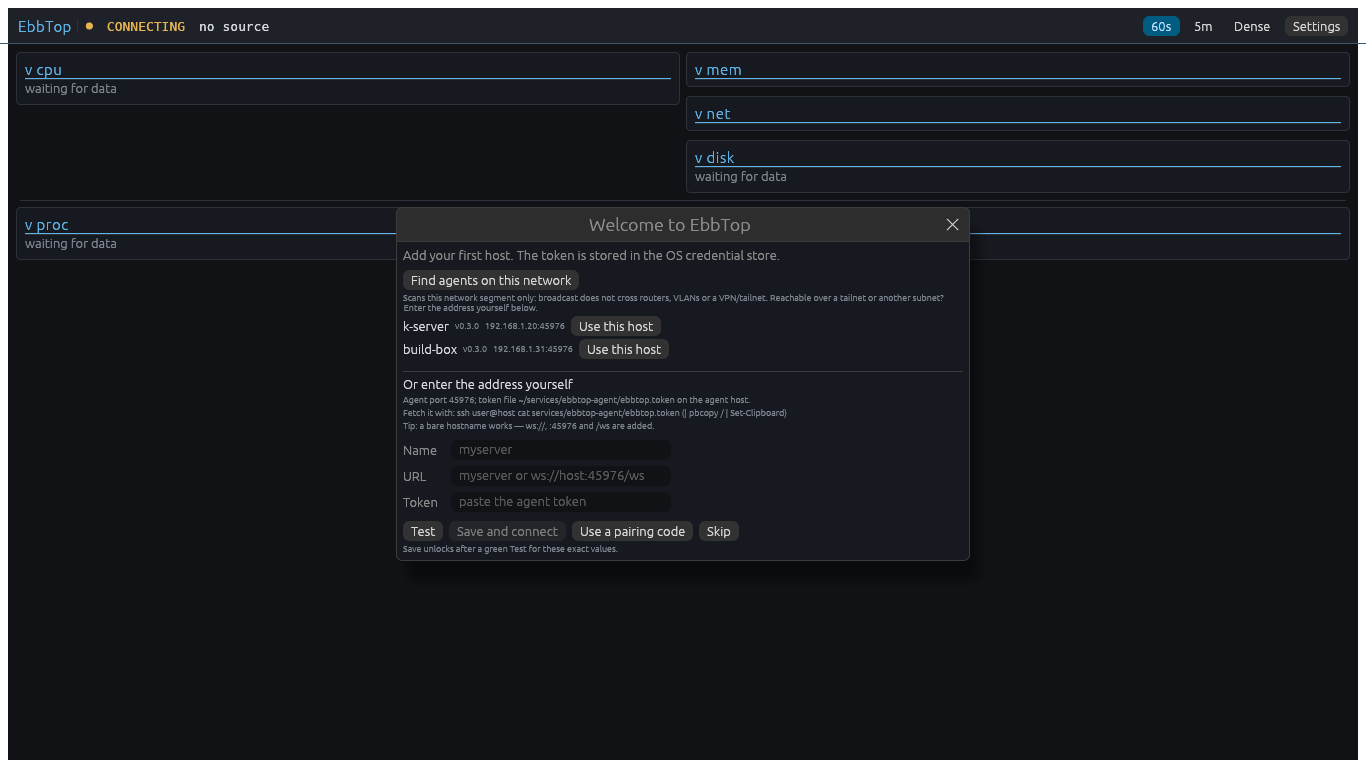 EbbTop CONNECTING no source 60s 5m Dense Settings
v cpu
waiting for data
v mem
v net
v disk
waiting for data
v proc
waiting for data
Welcome to EbbTop
Add your first host. The token is stored in the OS credential store.
Find agents on this network
Scans this network segment only: broadcast does not cross routers, VLANs or a VPN/tailnet. Reachable over a tailnet or another subnet?
Enter the address yourself below.
k-server v0.3.0 192.168.1.20:45976 Use this host
build-box v0.3.0 192.168.1.31:45976 Use this host
Or enter the address yourself
Agent port 45976; token file ~/services/ebbtop-agent/ebbtop.token on the agent host.
Fetch it with: ssh user@host cat services/ebbtop-agent/ebbtop.token (| pbcopy / | Set-Clipboard)
Tip: a bare hostname works — ws://, :45976 and /ws are added.
Name myserver
URL myserver or ws://host:45976/ws
Token paste the agent token
Test Save and connect Use a pairing code Skip
Save unlocks after a green Test for these exact values.